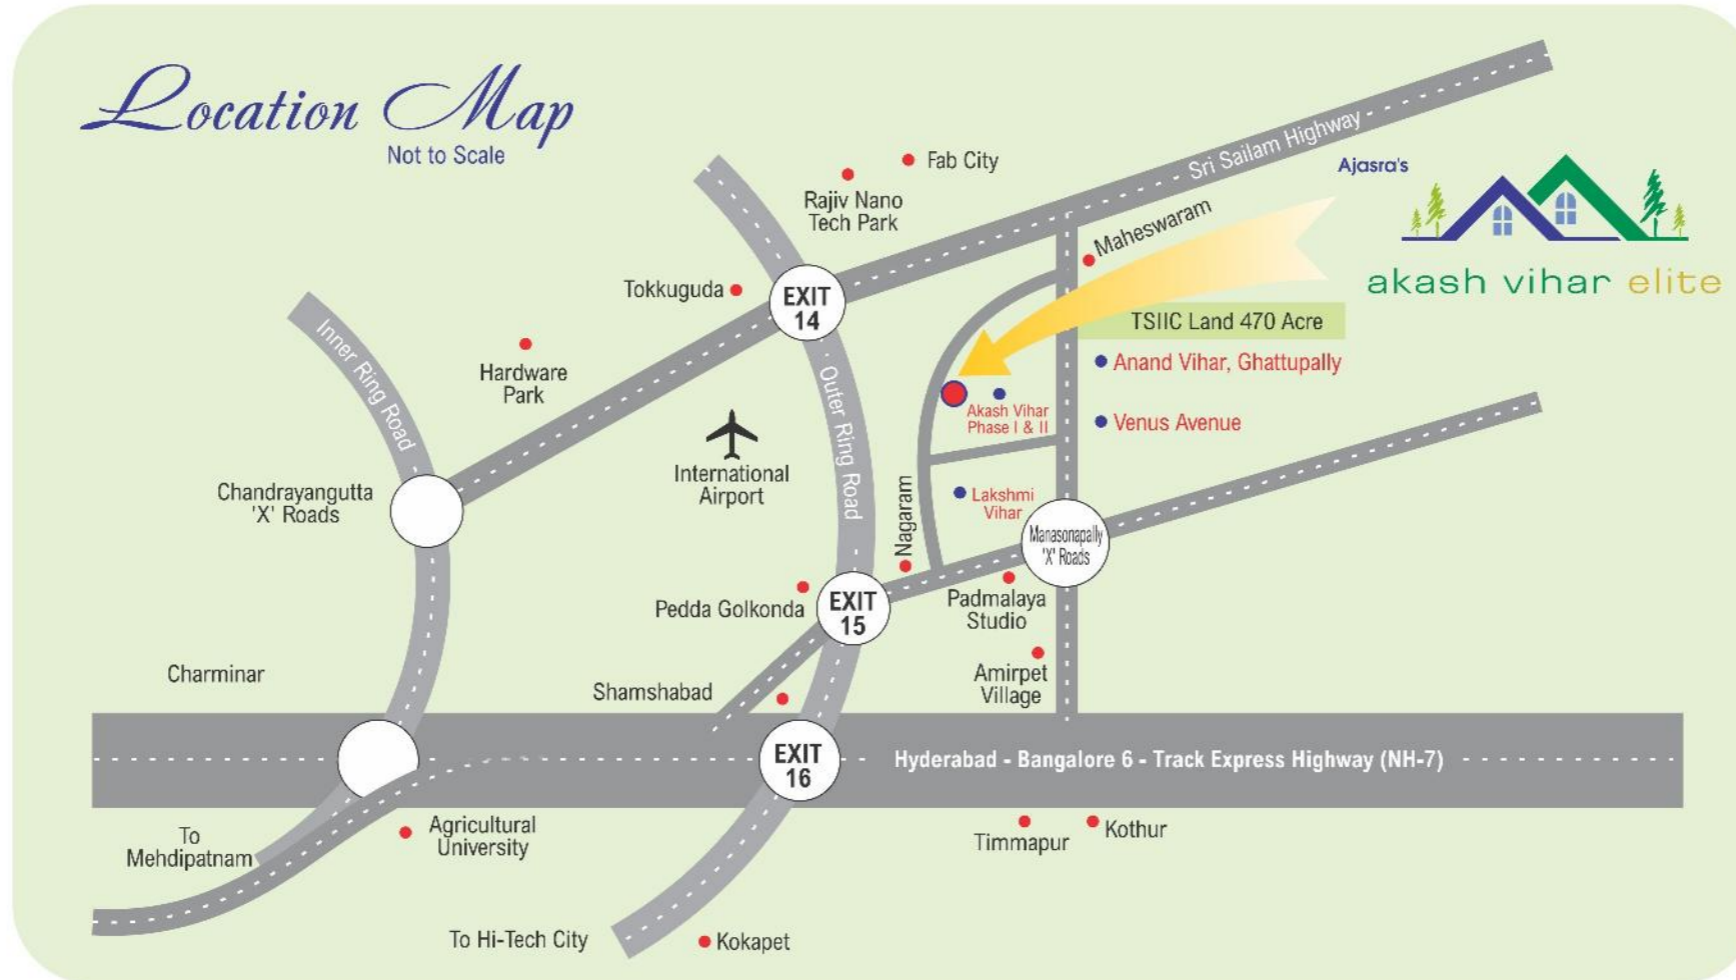 Location Map
Not to Scale
Fab City
Rajiv Nano
Tech Park
Sri Sailam Highway
Ajasra's
akash vihar elite
Maheswaram
Tokkuguda
EXIT
14
TSIIC Land 470 Acre
Inner Ring Road
Hardware
Park
Outer Ring Road
Anand Vihar, Ghattupally
Akash Vihar
Phase I & II
Venus Avenue
International
Airport
Chandrayangutta
'X' Roads
Nagaram
Lakshmi
Vihar
Manasonapally
'X' Roads
Pedda Golkonda
EXIT
15
Padmalaya
Studio
Charminar
Shamshabad
Amirpet
Village
EXIT
16
Hyderabad - Bangalore 6 - Track Express Highway (NH-7)
To
Mehdipatnam
Agricultural
University
Timmapur
Kothur
To Hi-Tech City
Kokapet